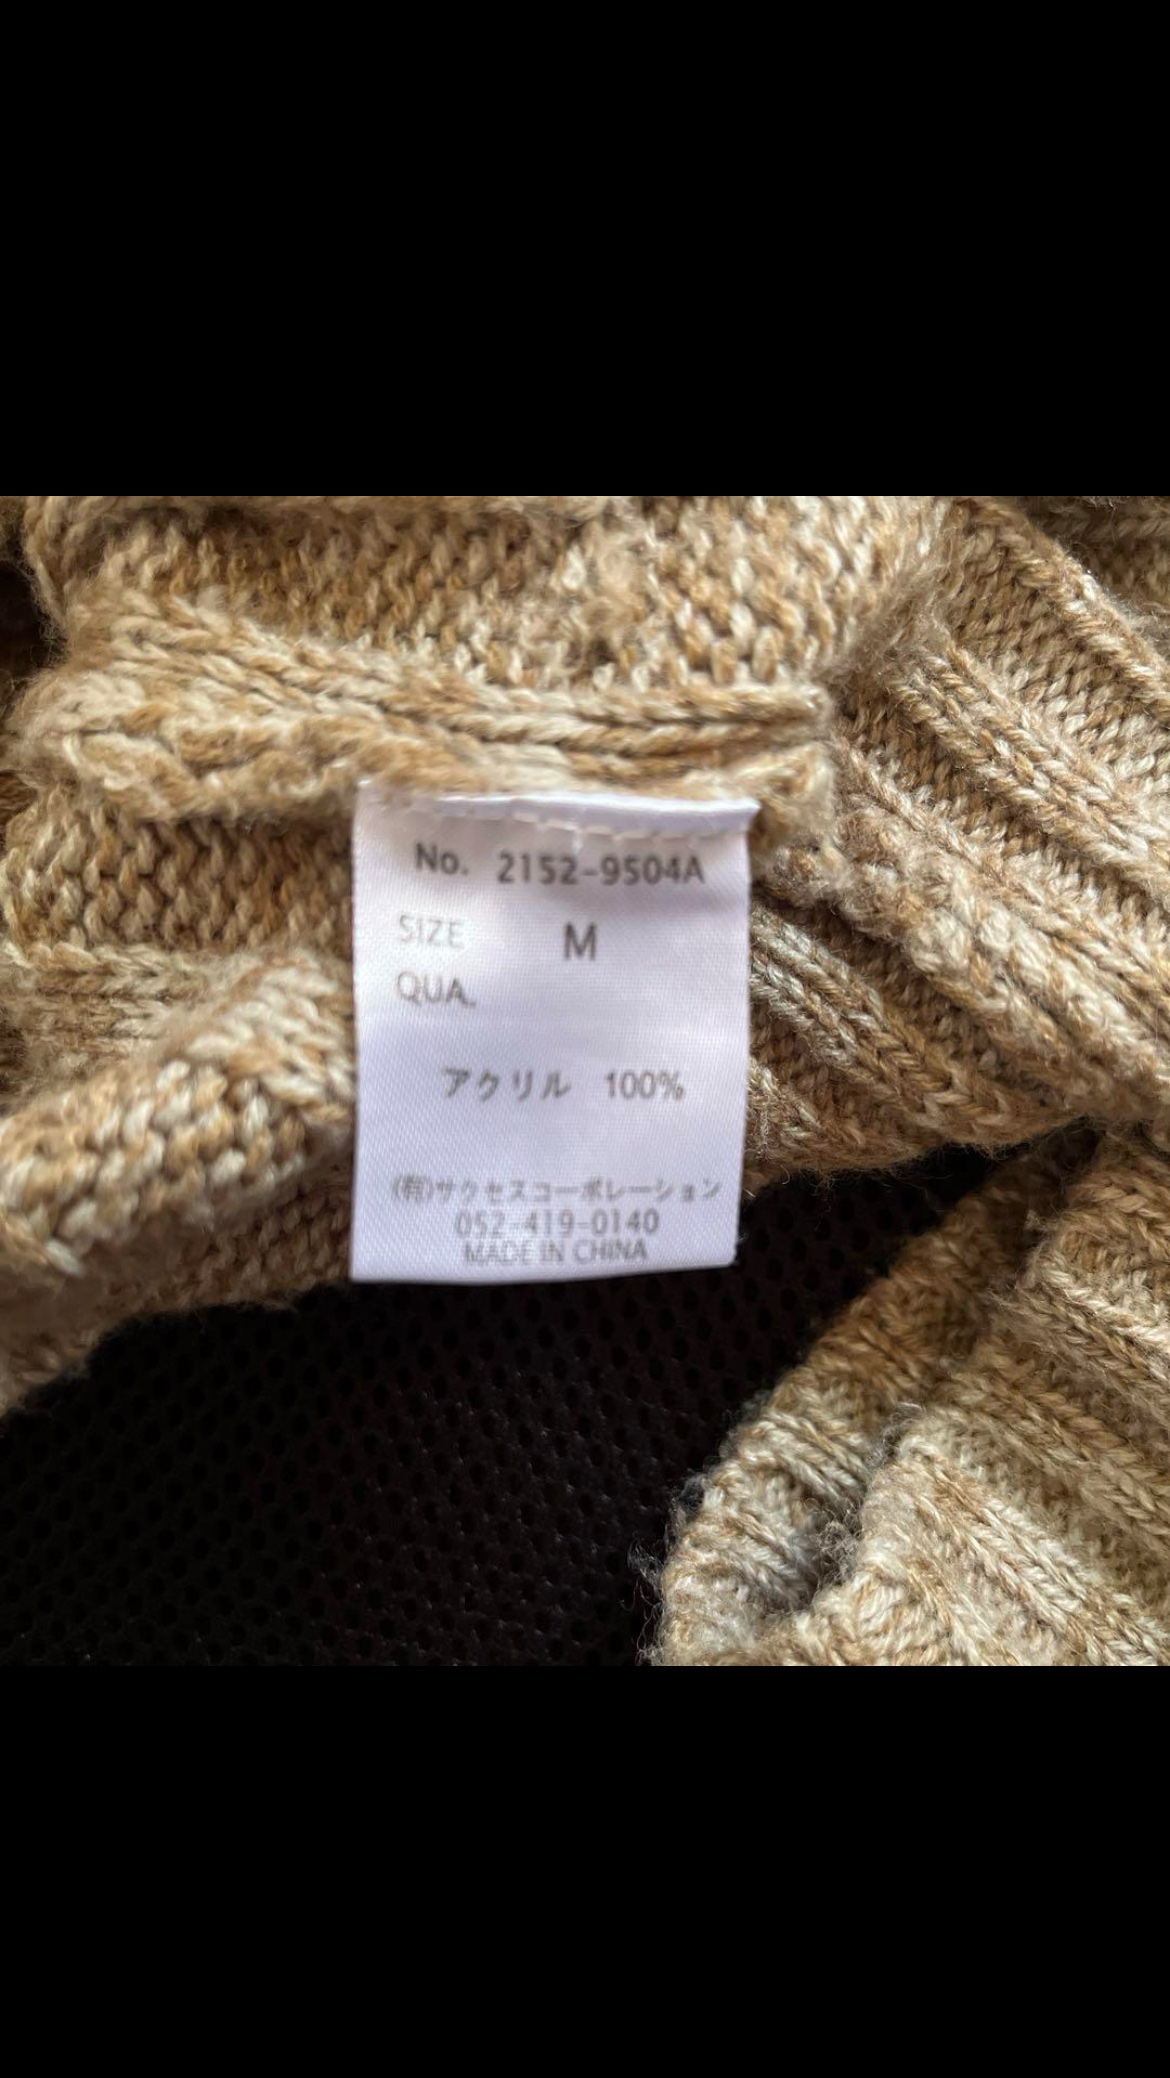 No. 2152-9504A
SIZE M
QUA.
アクリル 100%
(有)サクセスコーポレーション
052-419-0140
MADE IN CHINA